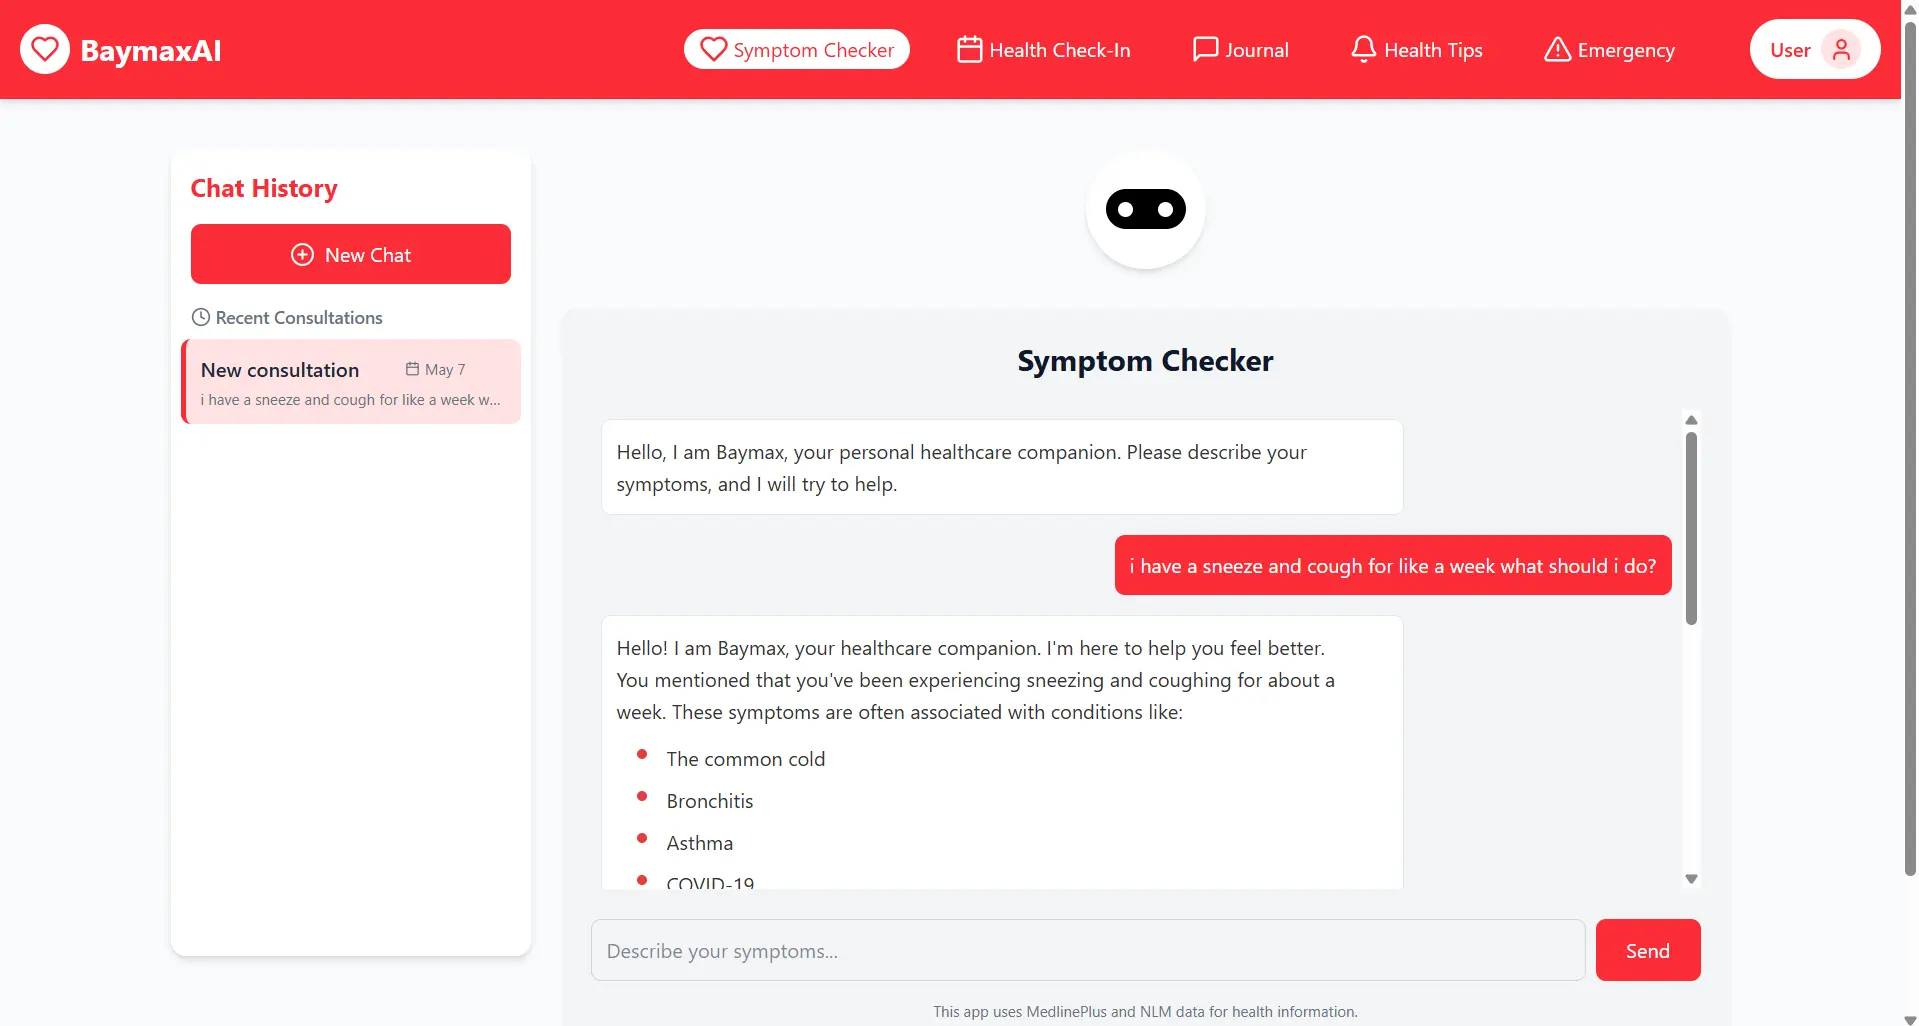 BaymaxAI
Symptom Checker
Health Check-In
Journal
Health Tips
Emergency
User
Chat History
New Chat
Recent Consultations
New consultation
May 7
i have a sneeze and cough for like a week w...
Symptom Checker
Hello, I am Baymax, your personal healthcare companion. Please describe your
symptoms, and I will try to help.
i have a sneeze and cough for like a week what should i do?
Hello! I am Baymax, your healthcare companion. I'm here to help you feel better.
You mentioned that you've been experiencing sneezing and coughing for about a
week. These symptoms are often associated with conditions like:
The common cold
Bronchitis
Asthma
COVID-19
Describe your symptoms...
Send
This app uses MedlinePlus and NLM data for health information.